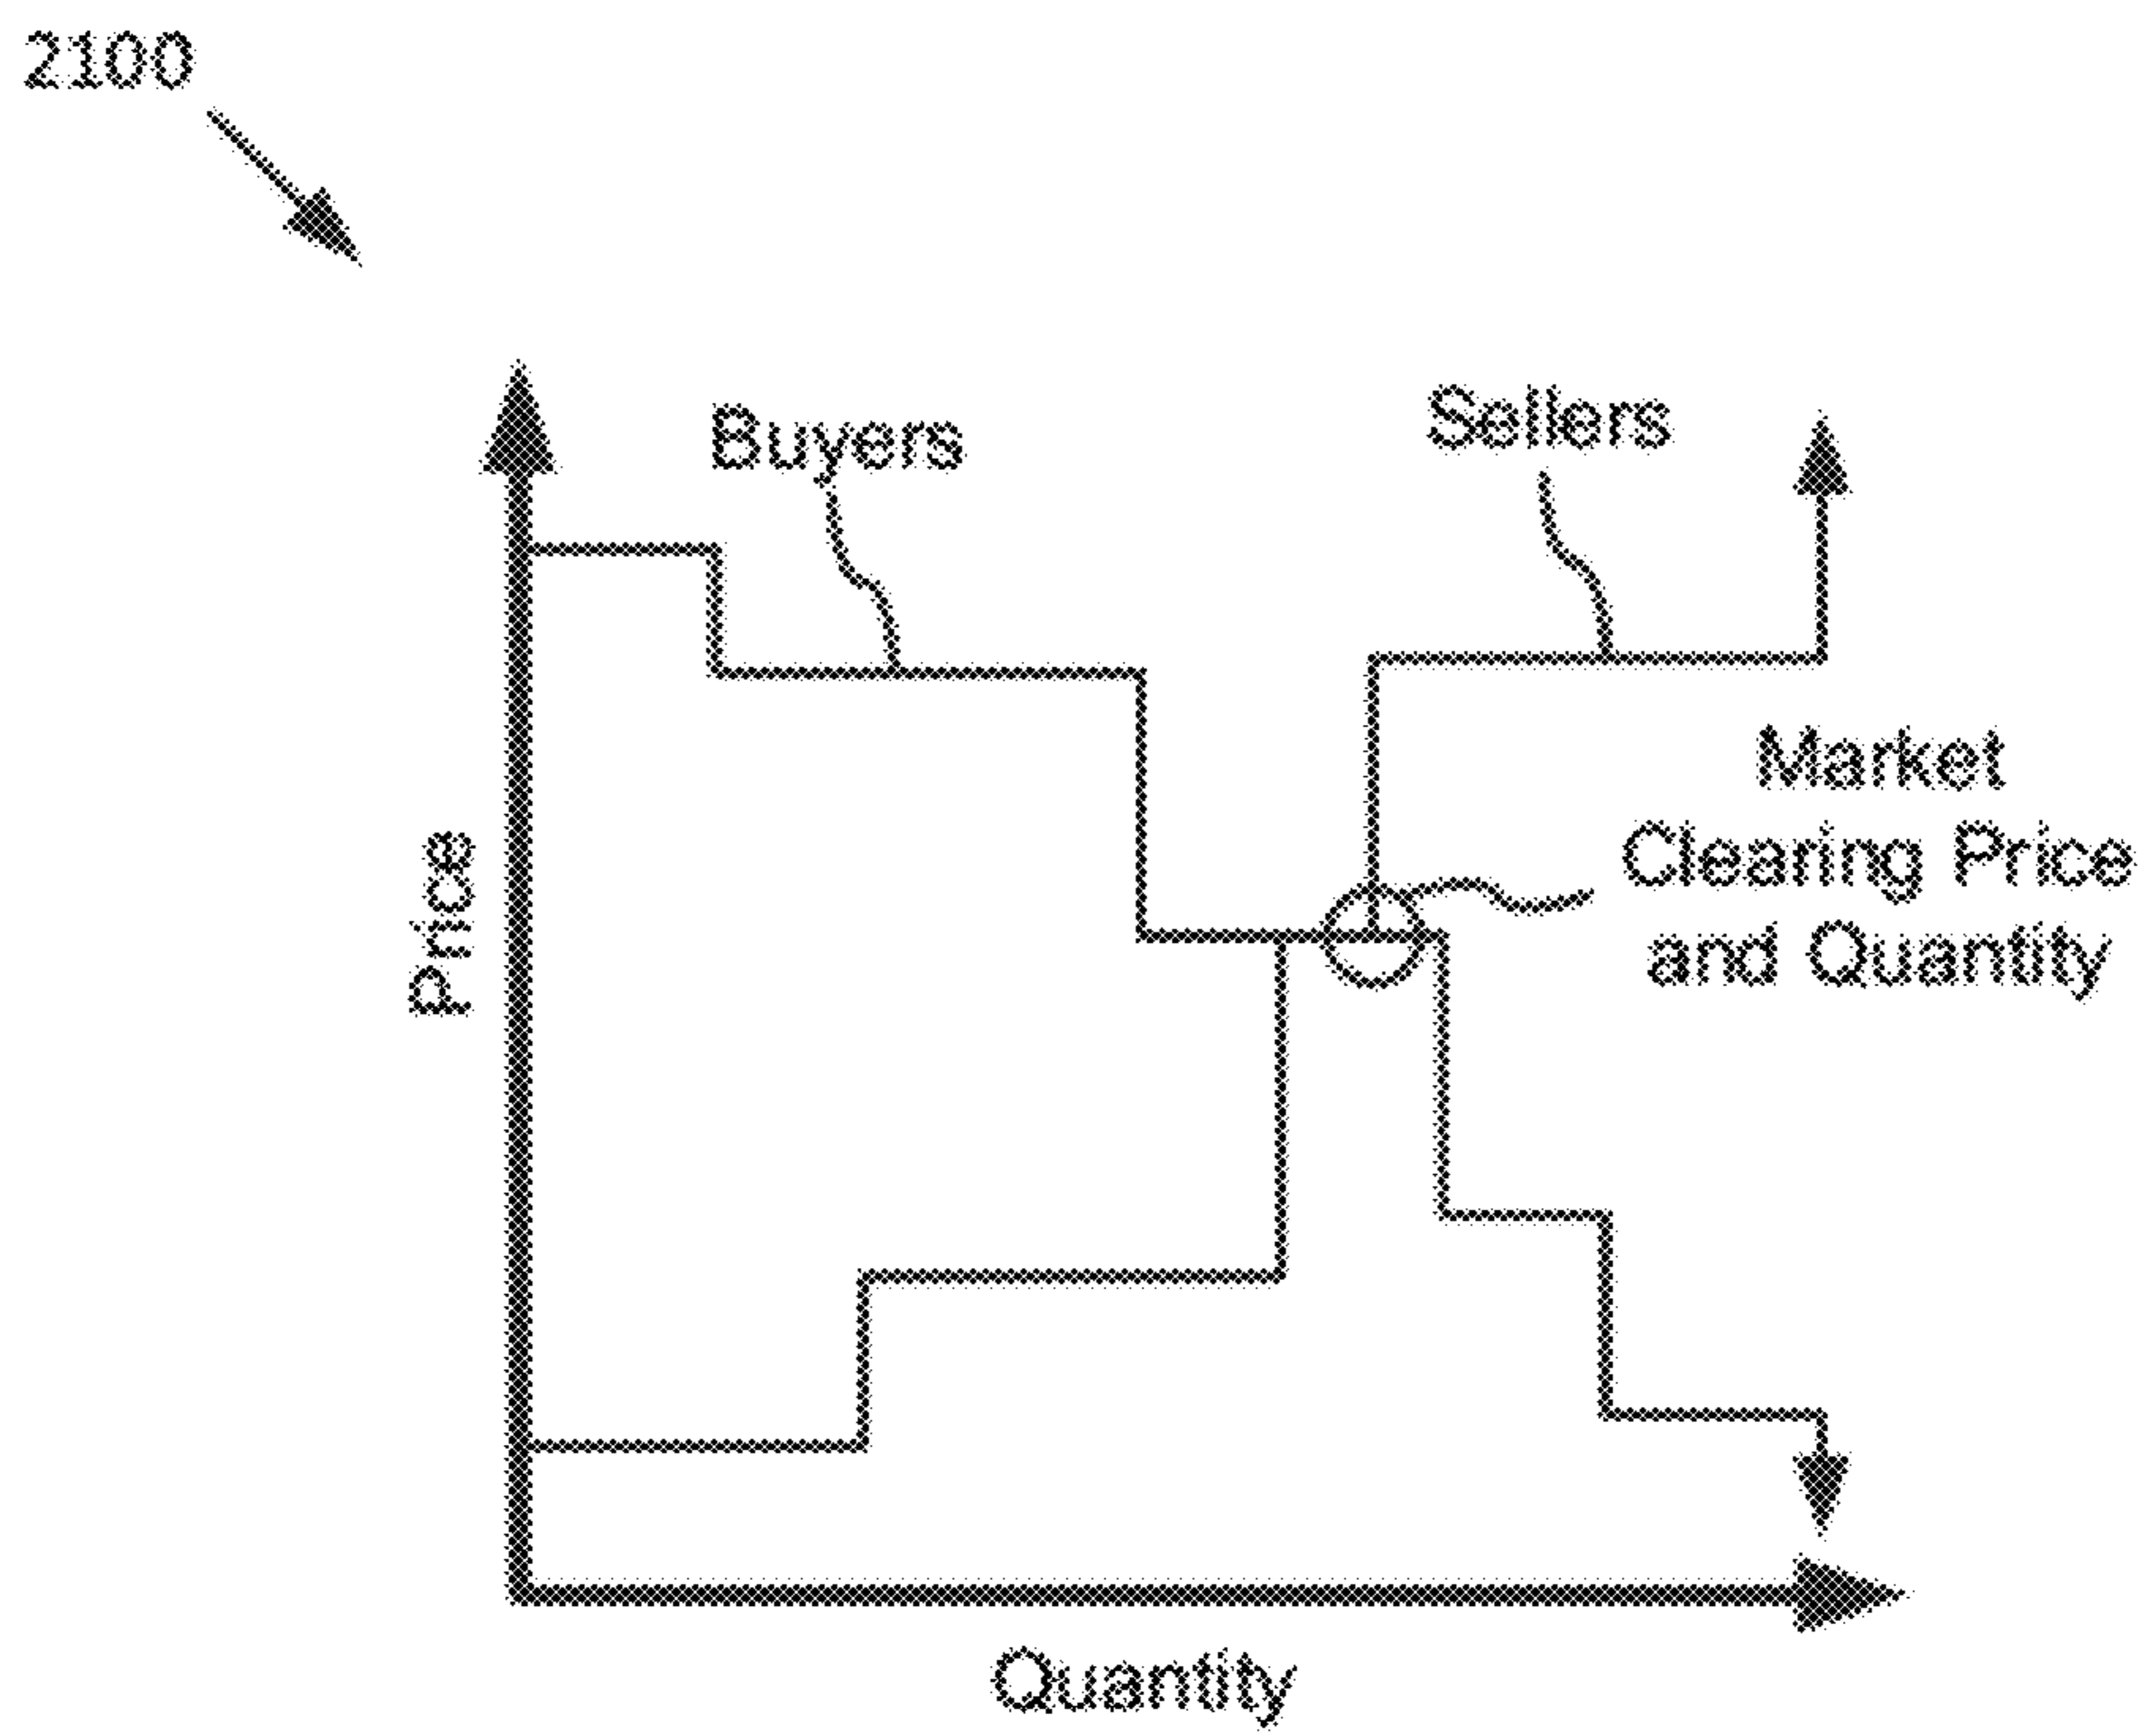 2100
Buyers
Sellers
Market
Clearing Price
and Quantity
Price
Quantity